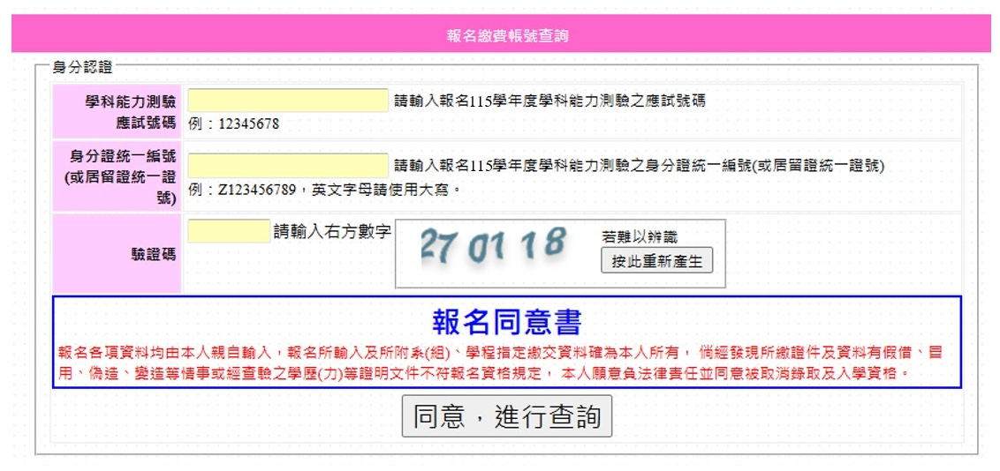 報名繳費帳號查詢
身分認證
學科能力測驗
應試號碼
請輸入報名115學年度學科能力測驗之應試號碼
例：12345678
身分證統一編號
(或居留證統一證
號)
請輸入報名115學年度學科能力測驗之身分證統一編號(或居留證統一證號)
例：Z123456789，英文字母請使用大寫。
驗證碼
請輸入右方數字
270118
若難以辨識
按此重新產生
報名同意書
報名各項資料均由本人親自輸入，報名所輸入及所附系(組)、學程指定繳交資料確為本人所有， 倘經發現所繳證件及資料有假借、冒
用、偽造、變造等情事或經查驗之學歷(力)等證明文件不符報名資格規定， 本人願意負法律責任並同意被取消錄取及入學資格。
同意，進行查詢